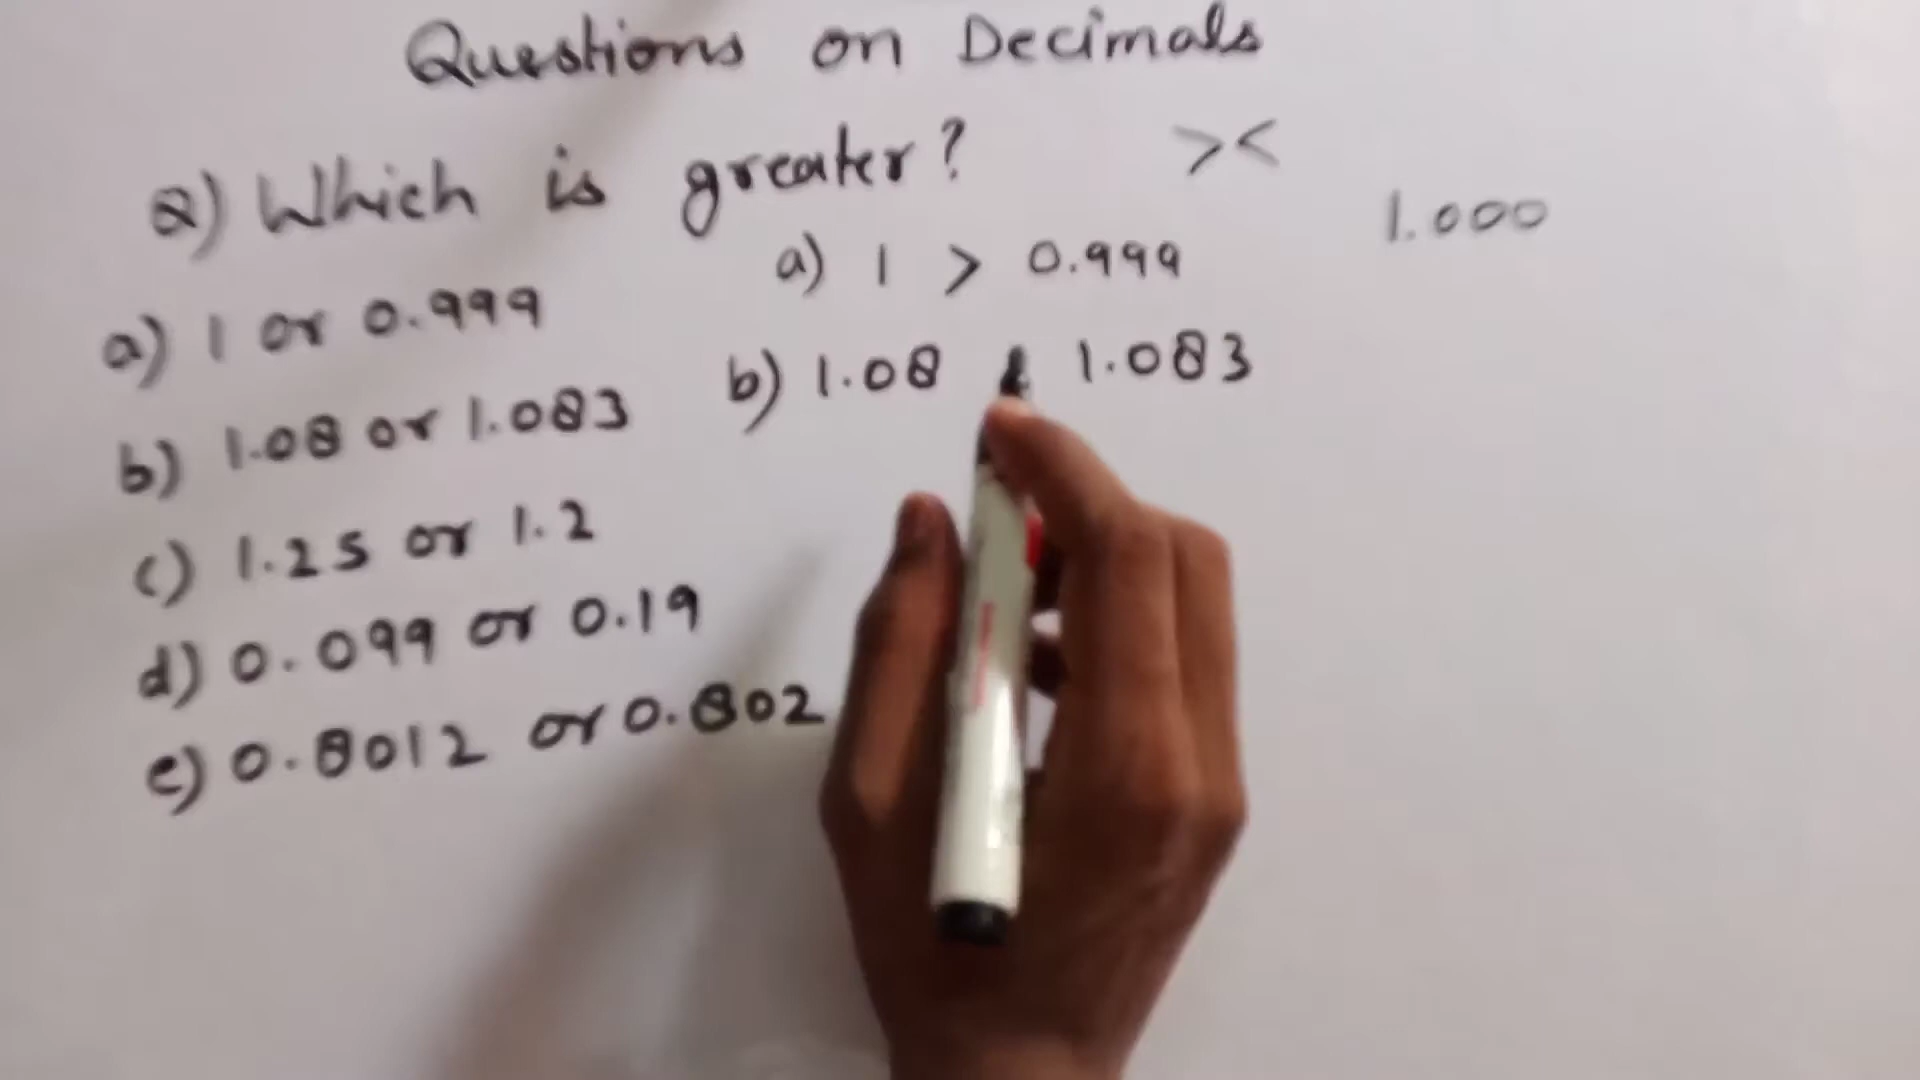 Questions on Decimals
Q) Which is greater? ><
1.000
a) 1 > 0.999
a) 1 or 0.999
b) 1.08 1.083
b) 1.08 or 1.083
c) 1.25 or 1.2
d) 0.099 or 0.19
e) 0.8012 or 0.802